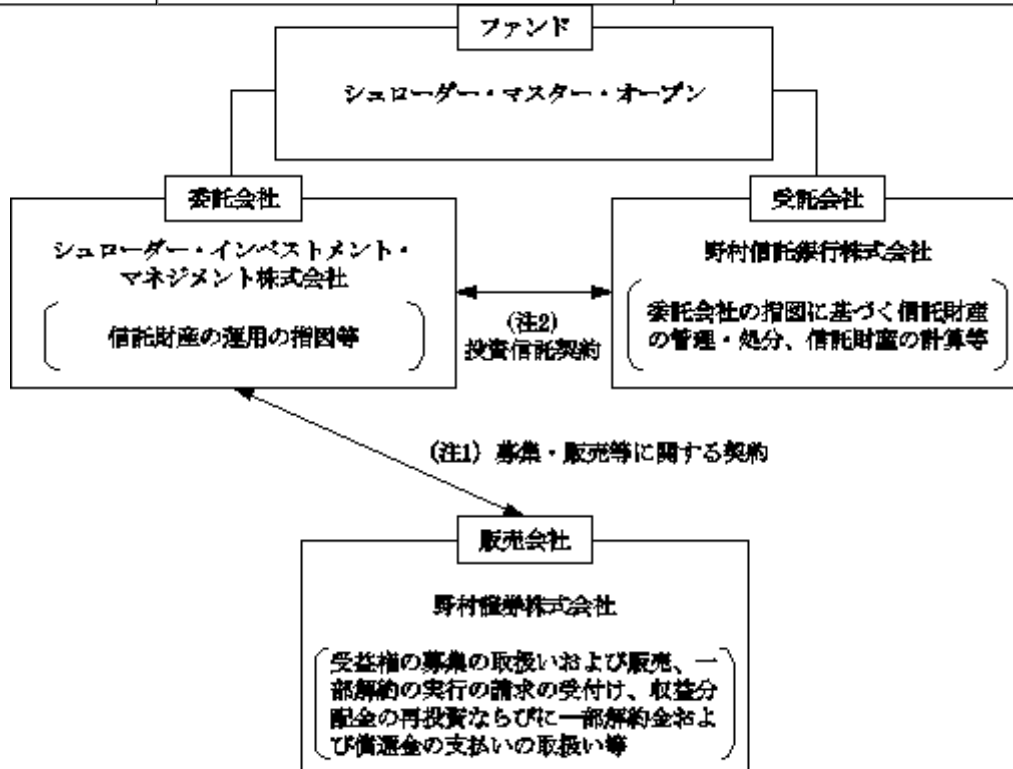 ファンド
シュローダー・マスター・オープン
委託会社
シュローダー・インベストメント・
マネジメント株式会社
信託財産の運用の指図等
受託会社
野村信託銀行株式会社
委託会社の指図に基づく信託財産
の管理・処分、信託財産の計算等
(注2)
投資信託契約
(注1) 募集・販売等に関する契約
販売会社
野村證券株式会社
受益権の募集の取扱いおよび販売、一
部解約の実行の請求の受付け、収益分
配金の再投資ならびに一部解約金およ
び償還金の支払いの取扱い等